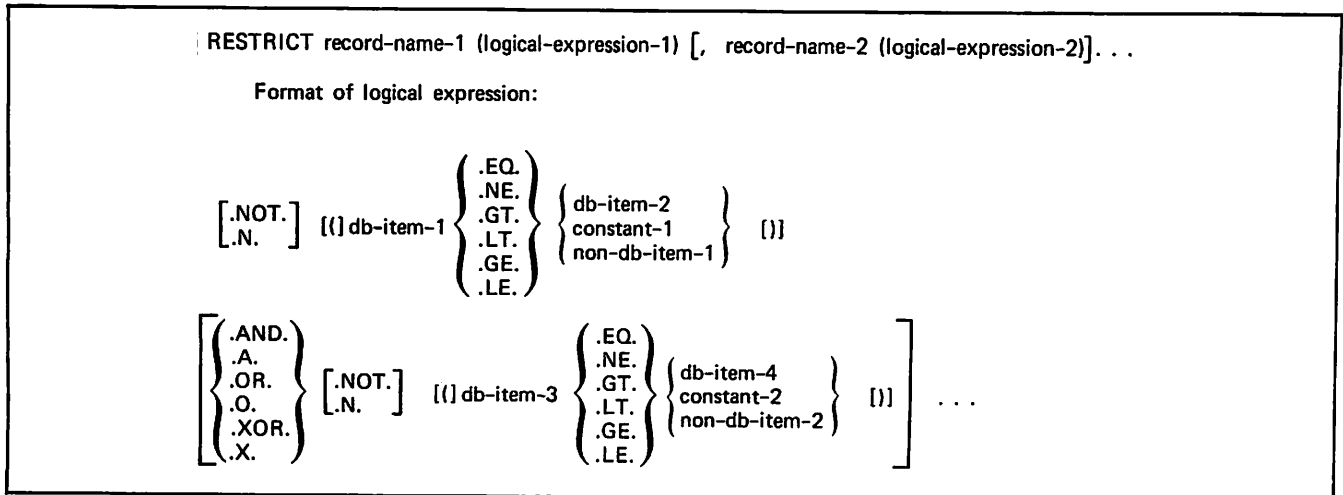 RESTRICT record-name-1 (logical-expression-1) [, record-name-2 (logical-expression-2)]. . .
Format of logical expression:
[.NOT. .N.] [(] db-item-1 {.EQ. .NE. .GT. .LT. .GE. .LE.} {db-item-2 constant-1 non-db-item-1} [)]
[{.AND. .A. .OR. .O. .XOR. .X.} [.NOT. .N.] [(] db-item-3 {.EQ. .NE. .GT. .LT. .GE. .LE.} {db-item-4 constant-2 non-db-item-2} [)]] . . .